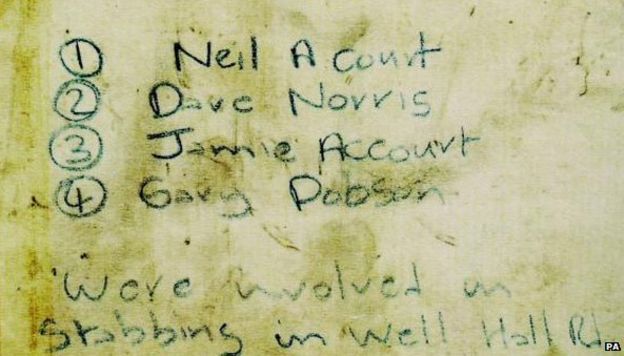 ① Neil A court
② Dave Norris
③ Jamie Accourt
④ Gary Dobson
Were involved in
Stabbing in Well Hall Rd
PA